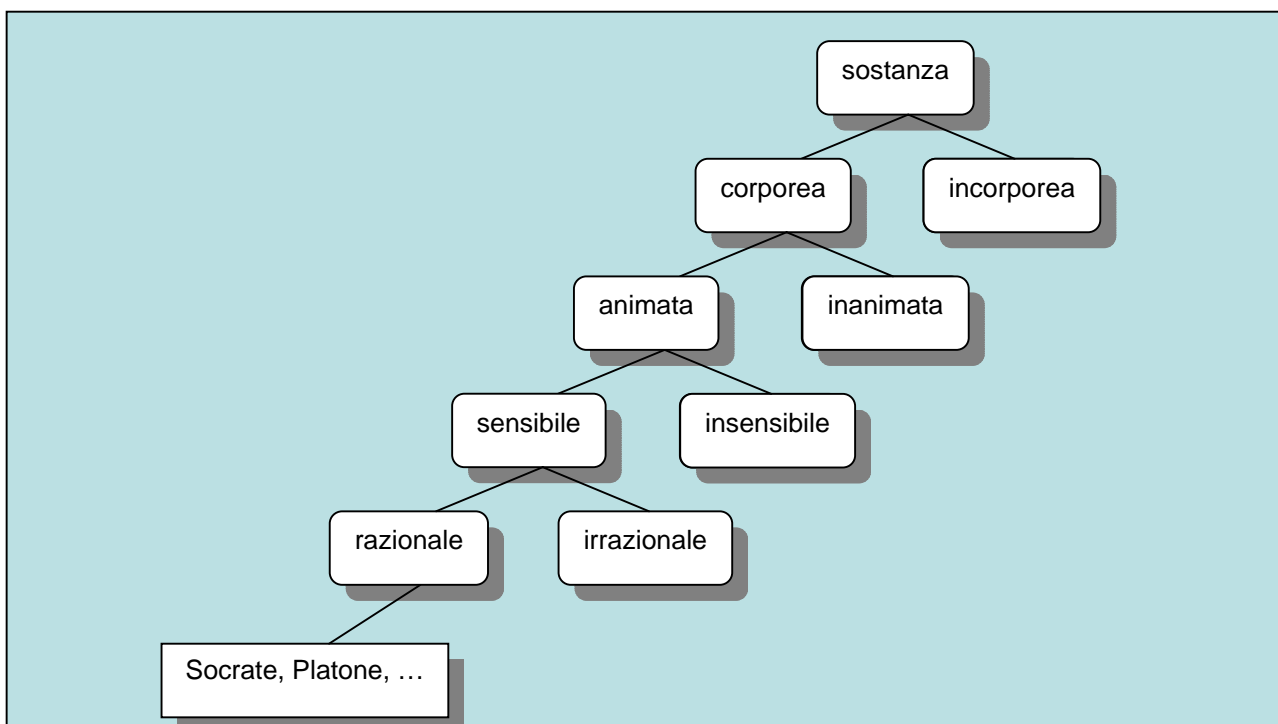 sostanza
corporea
incorporea
animata
inanimata
sensibile
insensibile
razionale
irrazionale
Socrate, Platone, …